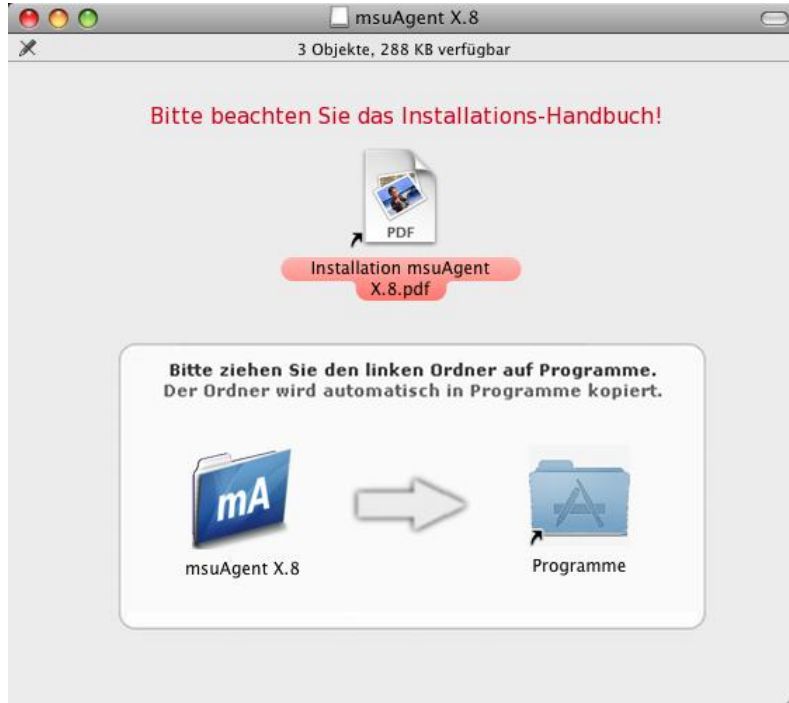 msuAgent X.8
3 Objekte, 288 KB verfügbar
Bitte beachten Sie das Installations-Handbuch!
PDF
Installation msuAgent
X.8.pdf
Bitte ziehen Sie den linken Ordner auf Programme.
Der Ordner wird automatisch in Programme kopiert.
mA
msuAgent X.8
Programme